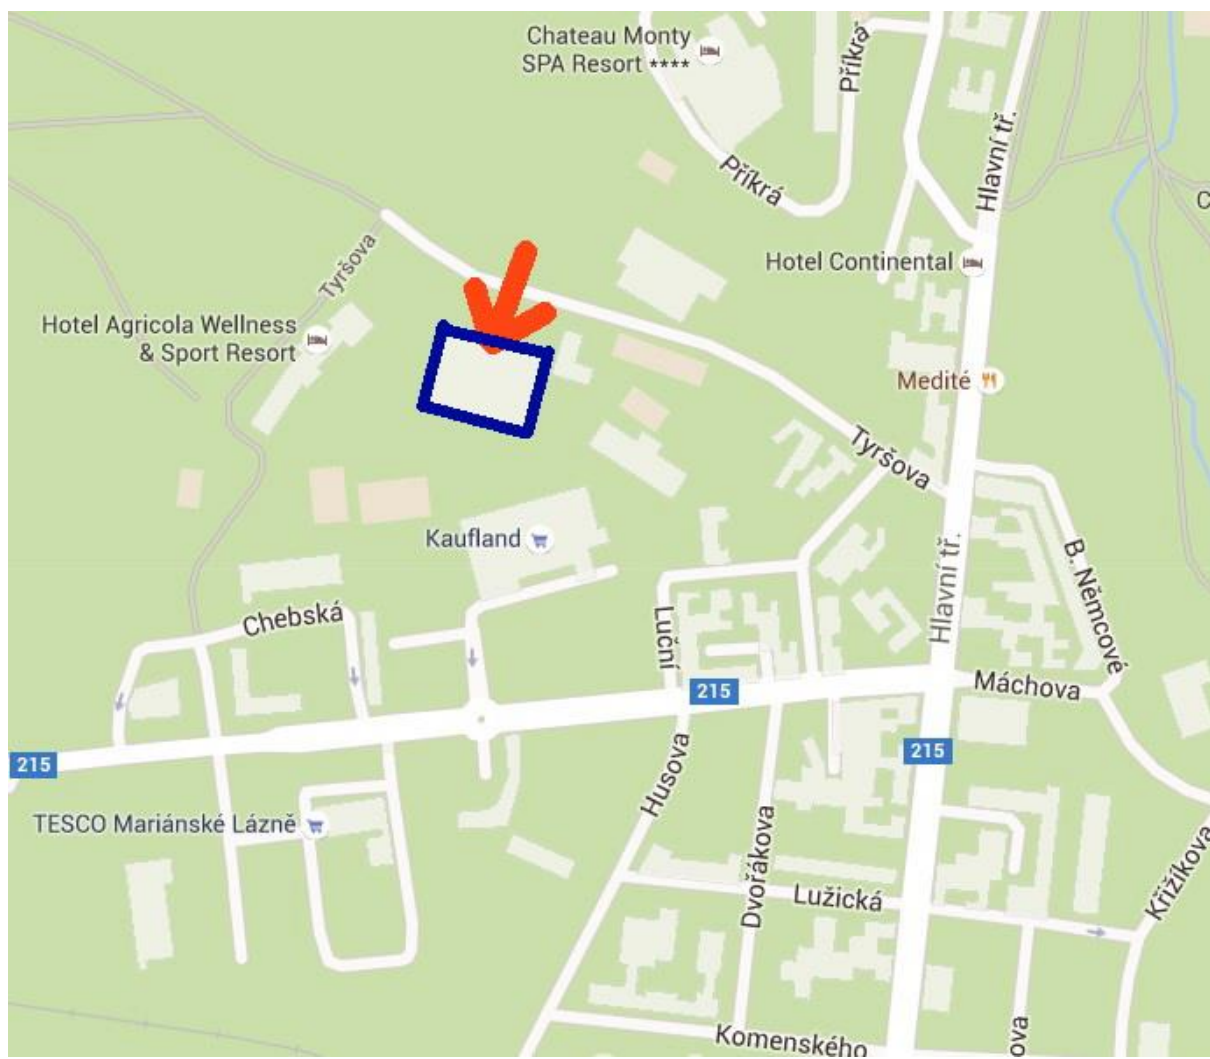 Chateau Monty
SPA Resort ****
Příkrá
Příkrá
Hlavní tř.
C
Tyršova
Hotel Continental
Hotel Agricola Wellness
& Sport Resort
Medité
Tyršova
Kaufland
Hlavní tř.
B. Němcové
Chebská
Luční
215
Máchova
215
215
Husova
TESCO Mariánské Lázně
Dvořákova
Lužická
Křižíkova
Komenského
ova